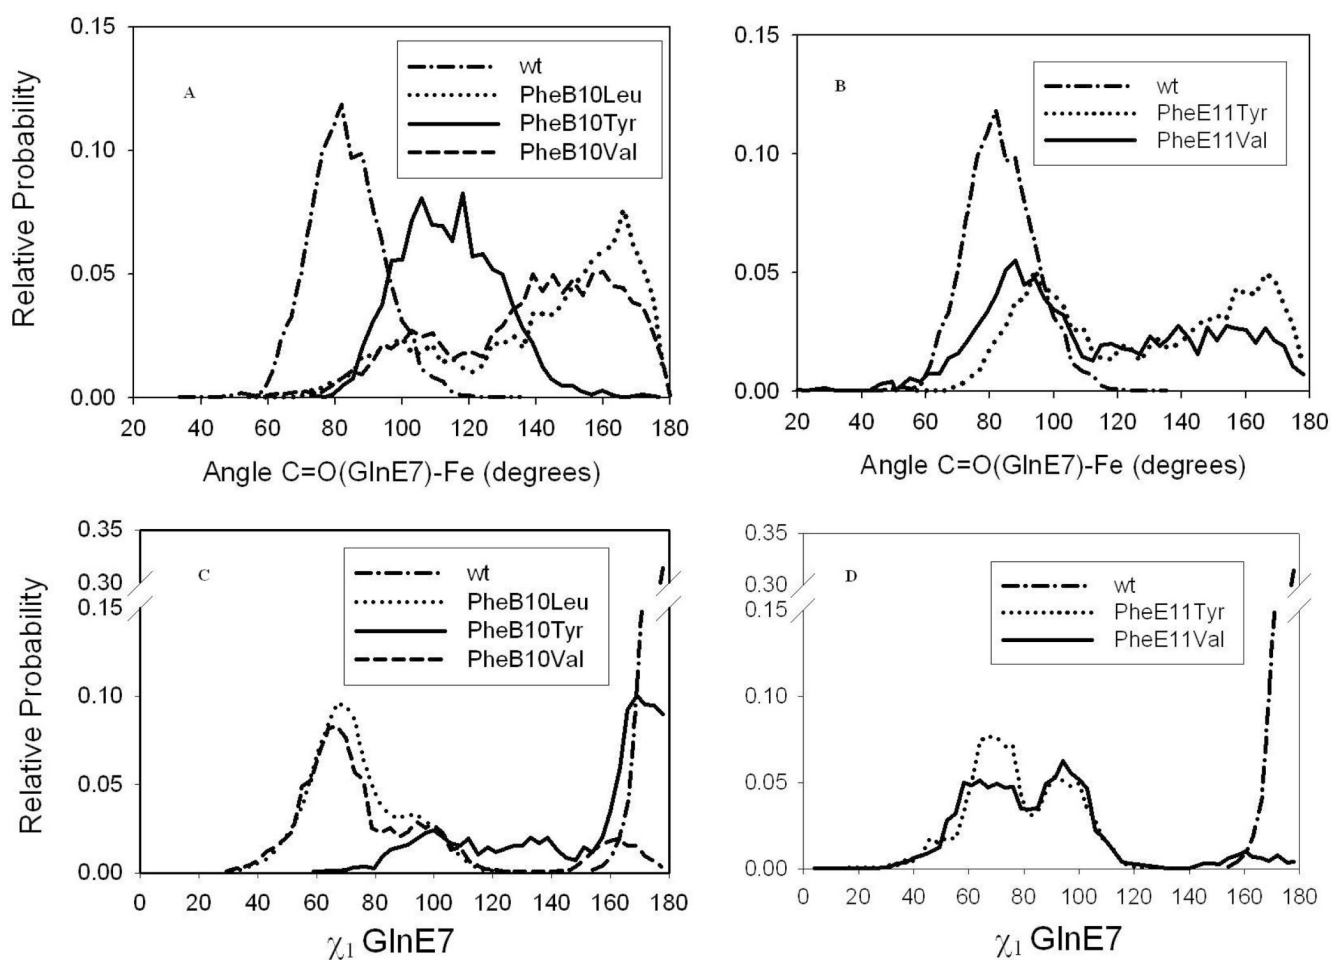 A
Relative Probability
0.15
0.10
0.05
0.00
wt
PheB10Leu
PheB10Tyr
PheB10Val
20 40 60 80 100 120 140 160 180
Angle C=O(GlnE7)-Fe (degrees)
B
0.15
0.10
0.05
0.00
wt
PheE11Tyr
PheE11Val
20 40 60 80 100 120 140 160 180
Angle C=O(GlnE7)-Fe (degrees)
C
Relative Probability
0.35
0.30
0.15
0.10
0.05
0.00
wt
PheB10Leu
PheB10Tyr
PheB10Val
0 20 40 60 80 100 120 140 160 180
χ1 GlnE7
D
0.35
0.30
0.15
0.10
0.05
0.00
wt
PheE11Tyr
PheE11Val
0 20 40 60 80 100 120 140 160 180
χ1 GlnE7